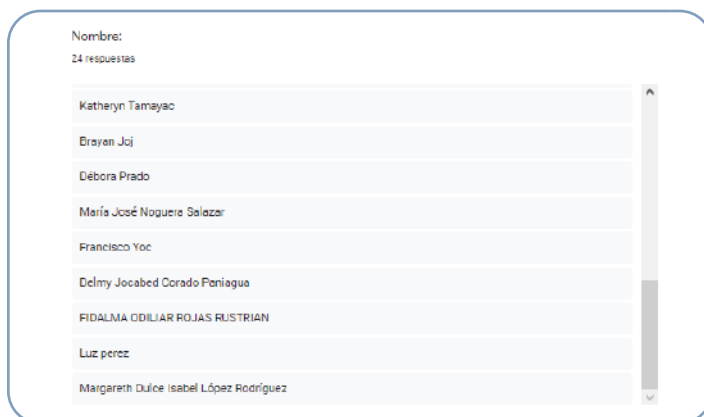 Nombre:
24 respuestas
Katheryn Tamayac
Brayan Joj
Débora Prado
María José Noguera Salazar
Francisco Yoc
Delmy Jocabed Corado Paniagua
FIDALMA ODILIAR ROJAS RUSTRIAN
Luz perez
Margareth Dulce Isabel López Rodríguez